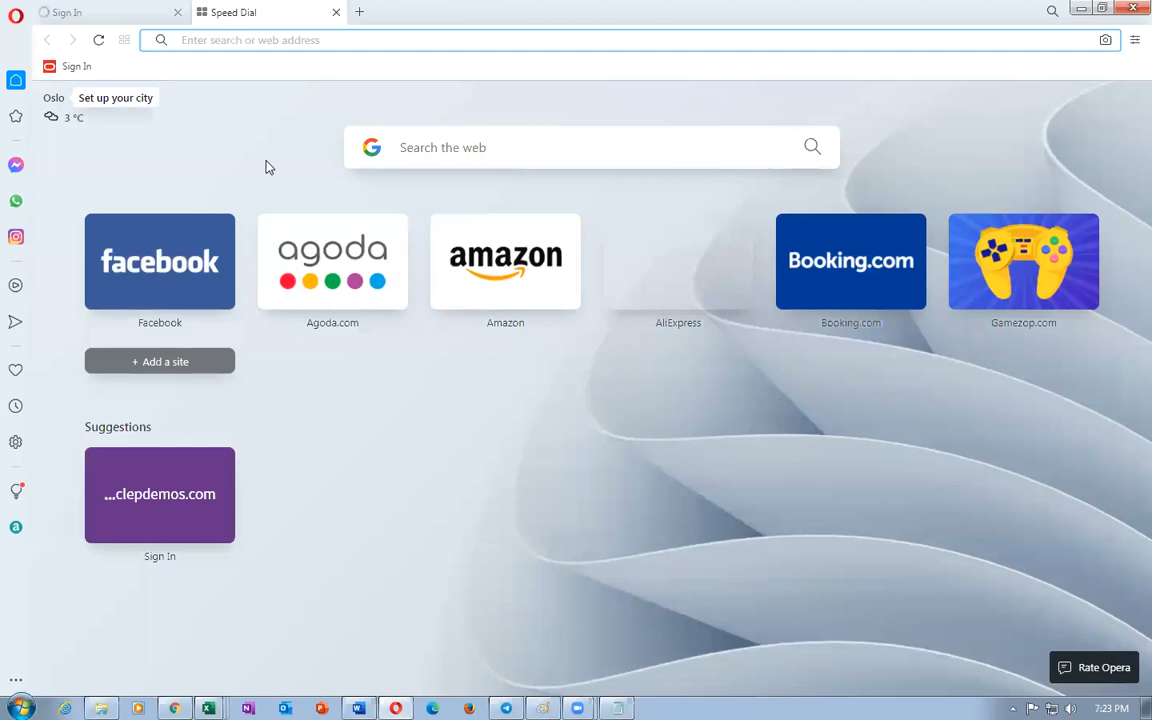 Sign In
Speed Dial
Enter search or web address
Sign In
Oslo
Set up your city
3 °C
Search the web
facebook
agoda
amazon
Booking.com
Facebook
Agoda.com
Amazon
AliExpress
Booking.com
Gamezop.com
+ Add a site
Suggestions
...clepdemos.com
Sign In
Rate Opera
7:23 PM